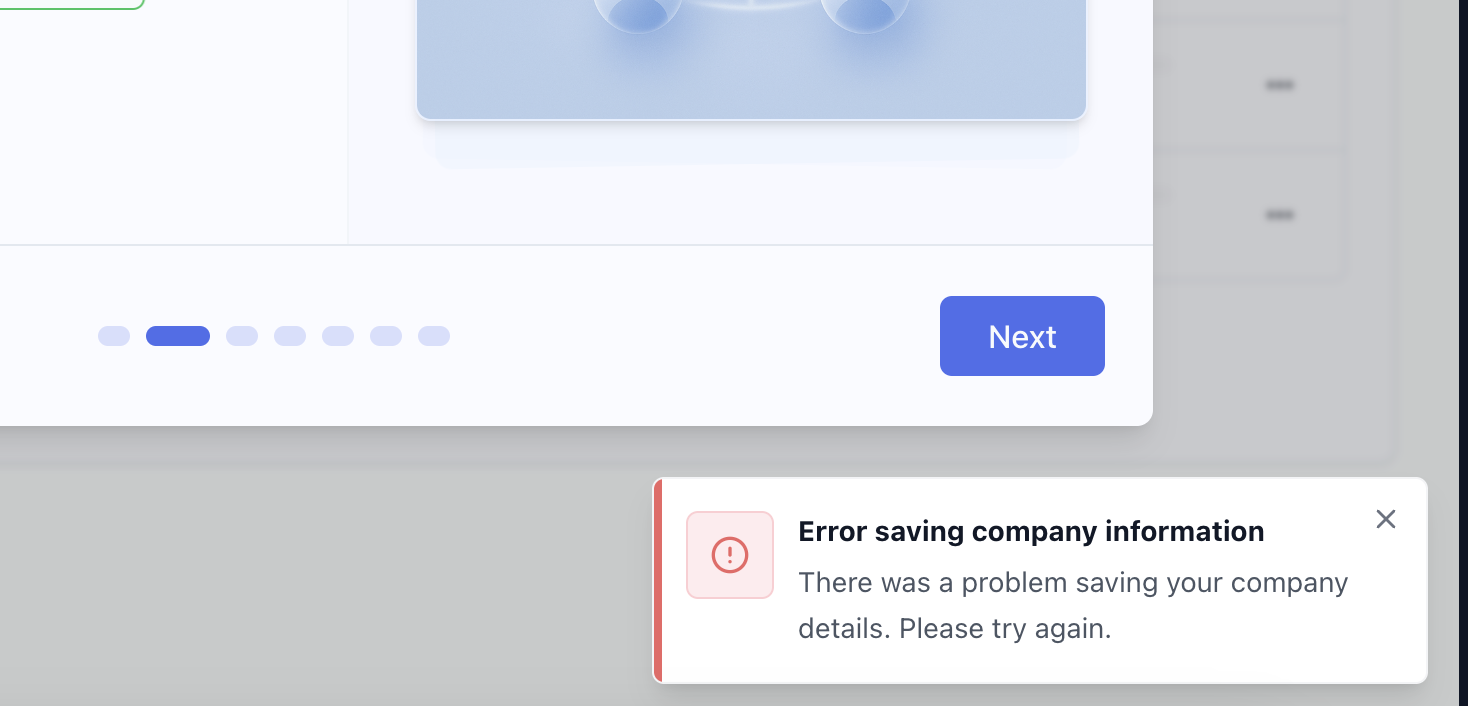 Next
Error saving company information
There was a problem saving your company
details. Please try again.